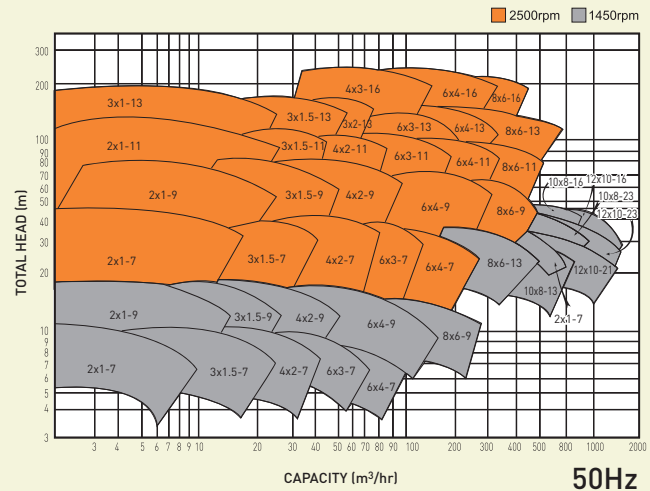 2500rpm 1450rpm
300
200
100
90
80
70
60
50
40
30
20
10
9
8
7
6
5
4
3
TOTAL HEAD (m)
4x3-16
6x4-16
8x6-16
3x1-13
3x1.5-13
3x2-13
6x3-13
6x4-13
8x6-13
2x1-11
3x1.5-11
4x2-11
6x3-11
6x4-11
8x6-11
10x8-16
12x10-16
10x8-23
12x10-23
2x1-9
3x1.5-9
4x2-9
6x4-9
8x6-9
2x1-7
3x1.5-7
4x2-7
6x3-7
6x4-7
8x6-13
10x8-13
12x10-21
2x1-7
2x1-9
3x1.5-9
4x2-9
6x4-9
8x6-9
2x1-7
3x1.5-7
4x2-7
6x3-7
6x4-7
3 4 5 6 7 8 9 10 20 30 40 50 60 70 80 90 100 200 300 400 500 800 1000 2000
CAPACITY (m³/hr)
50Hz